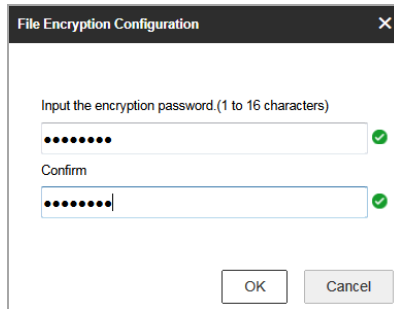 File Encryption Configuration
Input the encryption password.(1 to 16 characters)
••••••••
Confirm
••••••••
OK Cancel